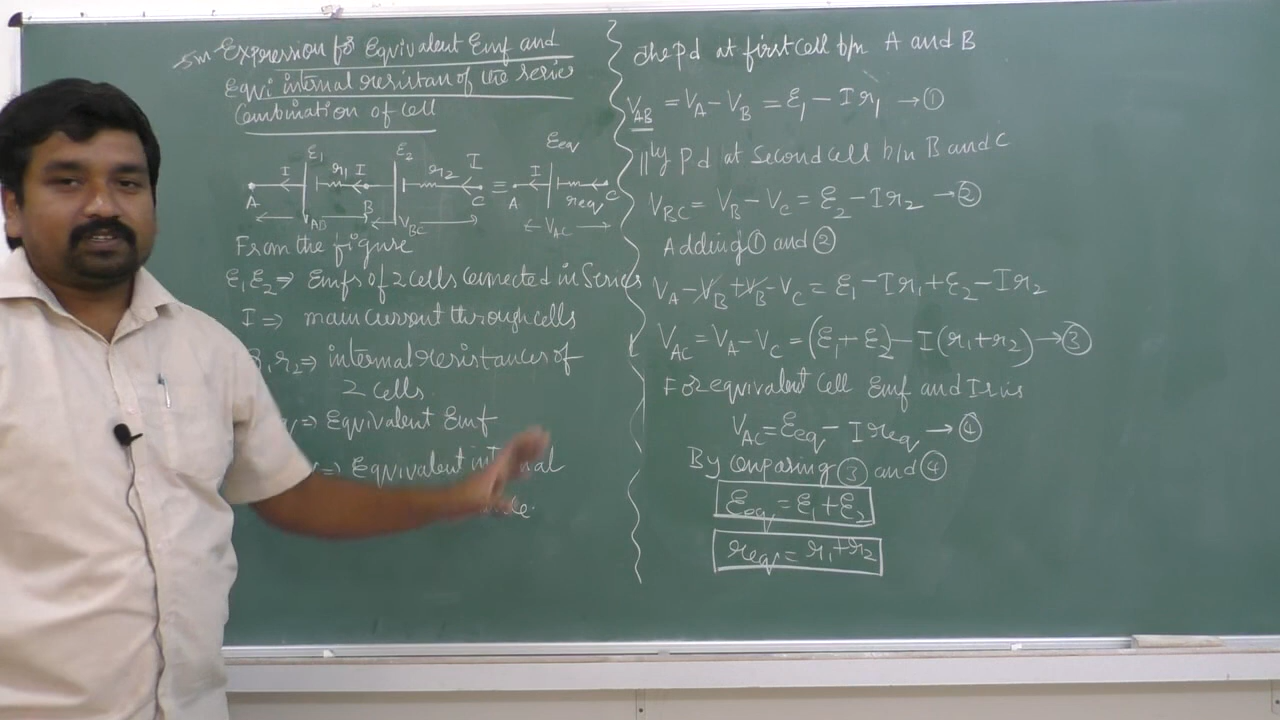 5m Expression for Equivalent Emf and
Equi internal resistan of the series
Combination of Cell
ε₁ ε₂ εeq
I r₁ I r₂ I ≡ I req
A B C A C
VAB VBC VAC
From the figure
ε₁ ε₂ ⇒ Emfs of 2 cells connected in Series
I ⇒ main current through cells
r₂ ⇒ internal resistances of
2 cells.
⇒ Equivalent Emf
⇒ Equivalent
The Pd at first cell b/n A and B
VAB = VA − VB = ε₁ − Ir₁ → ①
|||ly Pd at Second cell b/n B and C
VBC = VB − VC = ε₂ − Ir₂ → ②
Adding ① and ②
VA − VB + VB − VC = ε₁ − Ir₁ + ε₂ − Ir₂
VAC = VA − VC = (ε₁ + ε₂) − I(r₁ + r₂) → ③
For equivalent Cell Emf and Ir is
VAC = εeq − Ireq → ④
By Comparing ③ and ④
εeq = ε₁ + ε₂
req = r₁ + r₂